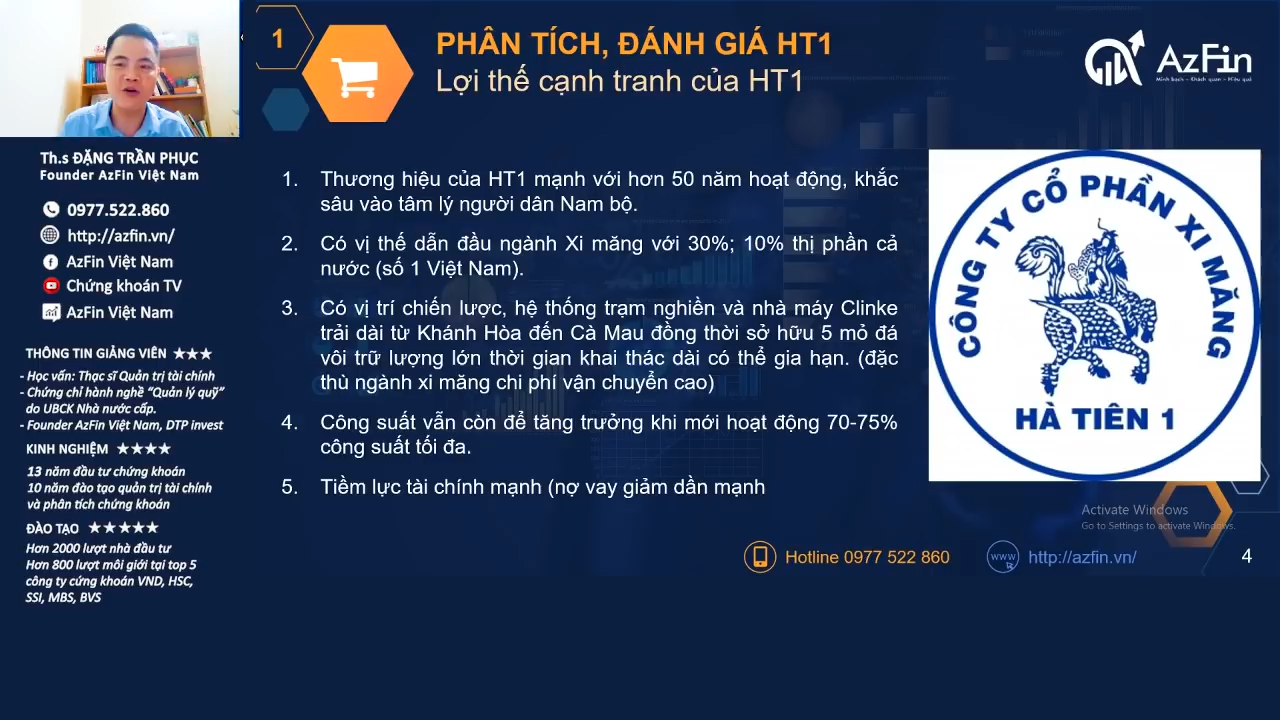 1
PHÂN TÍCH, ĐÁNH GIÁ HT1
Lợi thế cạnh tranh của HT1
AzFin
Minh bạch – Khách quan – Hiệu quả
Th.s ĐẶNG TRẦN PHỤC
Founder AzFin Việt Nam
0977.522.860
http://azfin.vn/
AzFin Việt Nam
Chứng khoán TV
AzFin Việt Nam
THÔNG TIN GIẢNG VIÊN ★★★
- Học vấn: Thạc sĩ Quản trị tài chính
- Chứng chỉ hành nghề “Quản lý quỹ”
do UBCK Nhà nước cấp.
- Founder AzFin Việt Nam, DTP invest
KINH NGHIỆM ★★★★
13 năm đầu tư chứng khoán
10 năm đào tạo quản trị tài chính
và phân tích chứng khoán
ĐÀO TẠO ★★★★★
Hơn 2000 lượt nhà đầu tư
Hơn 800 lượt môi giới tại top 5
công ty cứng khoán VND, HSC,
SSI, MBS, BVS
1. Thương hiệu của HT1 mạnh với hơn 50 năm hoạt động, khắc
sâu vào tâm lý người dân Nam bộ.
2. Có vị thế dẫn đầu ngành Xi măng với 30%; 10% thị phần cả
nước (số 1 Việt Nam).
3. Có vị trí chiến lược, hệ thống trạm nghiền và nhà máy Clinke
trải dài từ Khánh Hòa đến Cà Mau đồng thời sở hữu 5 mỏ đá
vôi trữ lượng lớn thời gian khai thác dài có thể gia hạn. (đặc
thù ngành xi măng chi phí vận chuyển cao)
4. Công suất vẫn còn để tăng trưởng khi mới hoạt động 70-75%
công suất tối đa.
5. Tiềm lực tài chính mạnh (nợ vay giảm dần mạnh
CÔNG TY CỔ PHẦN XI MĂNG
HÀ TIÊN 1
Activate Windows
Go to Settings to activate Windows.
Hotline 0977 522 860
www
http://azfin.vn/
4